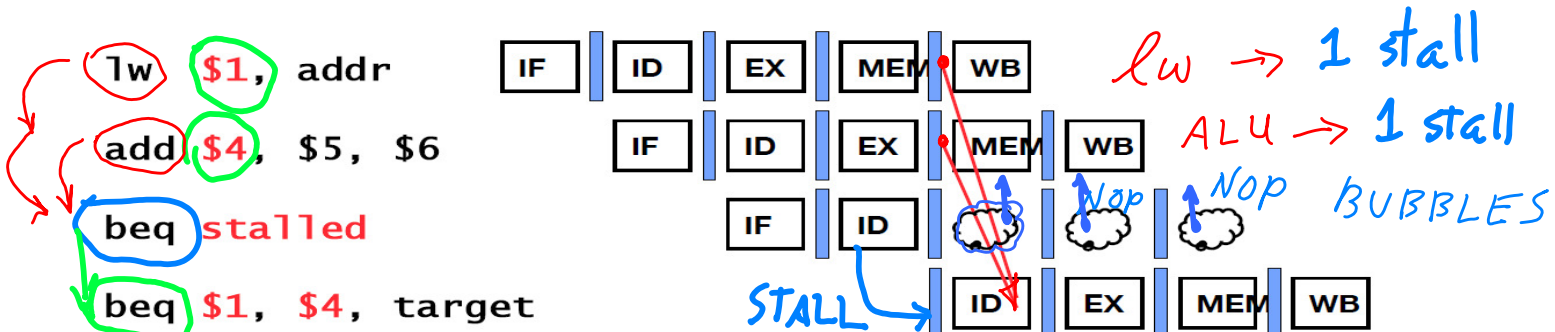 lw $1, addr IF ID EX MEM WB lw → 1 stall
add $4, $5, $6 IF ID EX MEM WB ALU → 1 stall
beq stalled IF ID Nop NOP BUBBLES
beq $1, $4, target STALL ID EX MEM WB